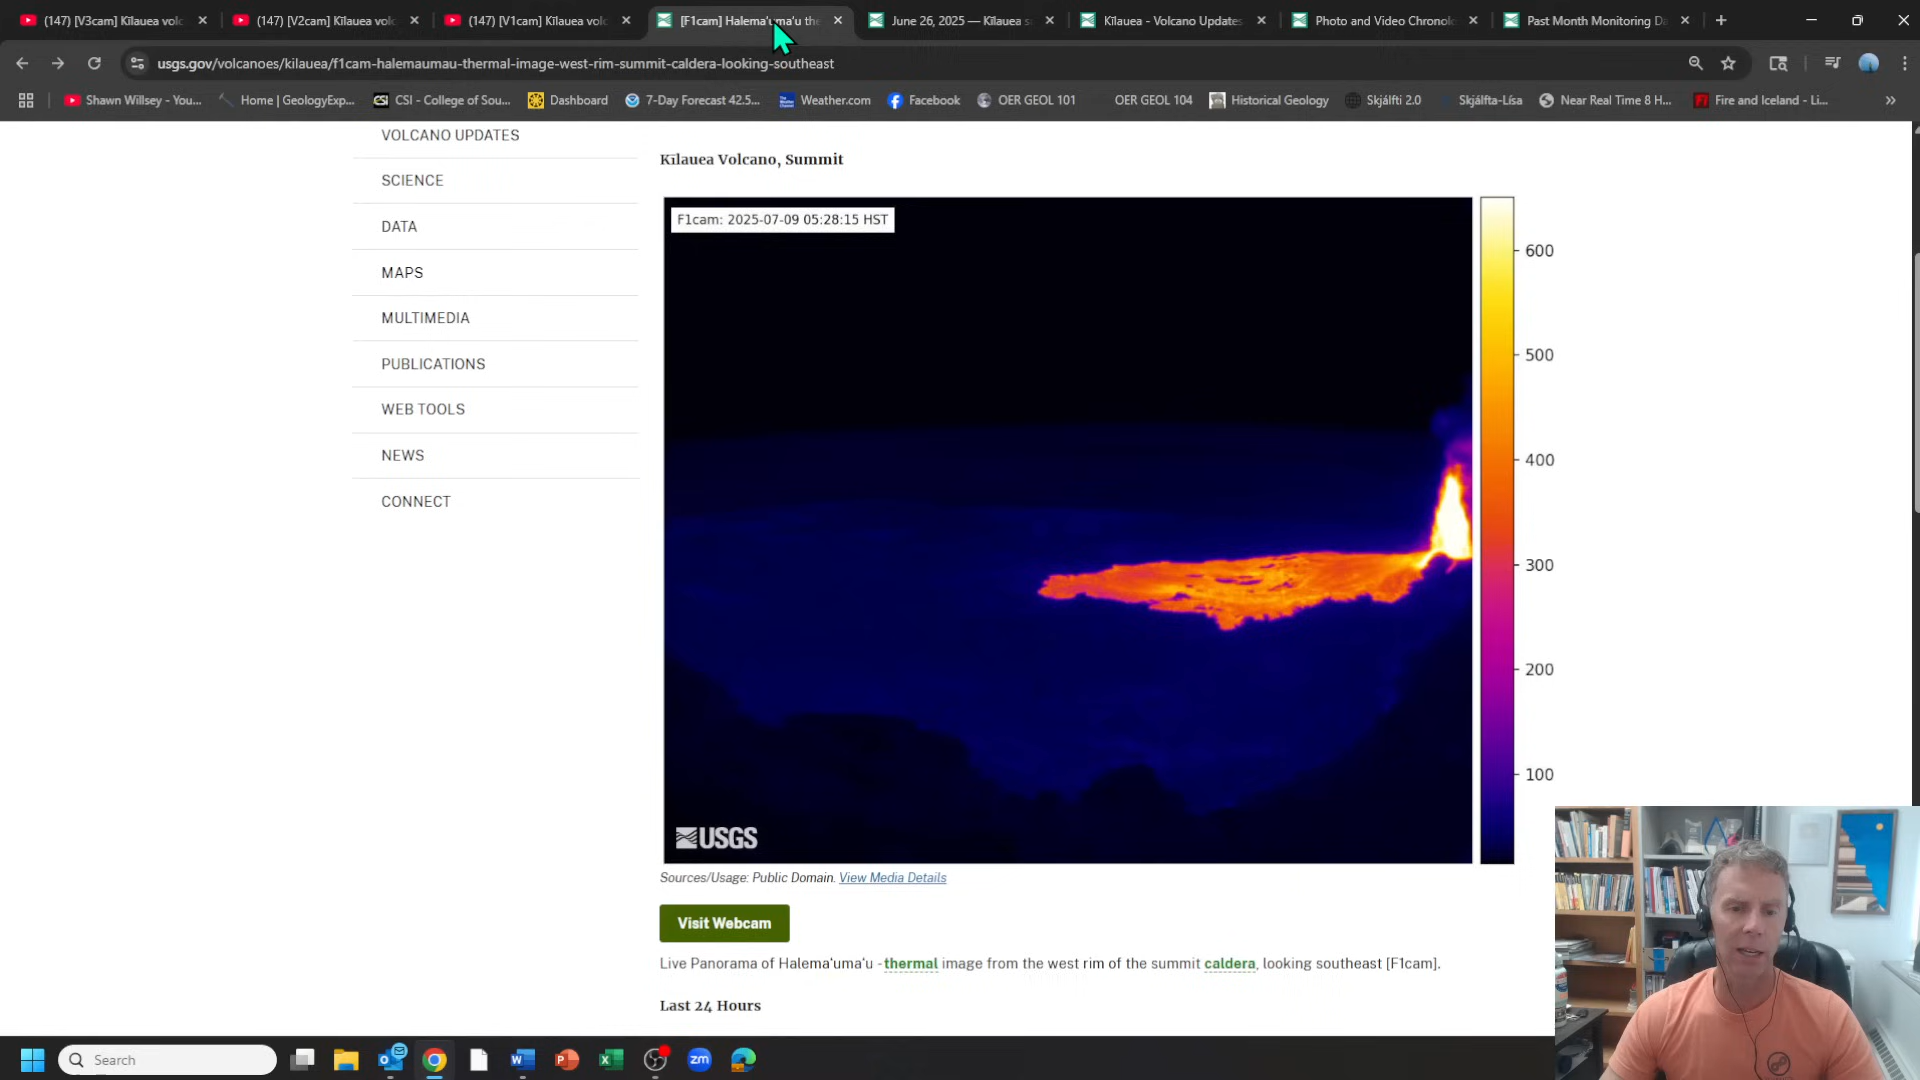 (147) [V3cam] Kīlauea volc
(147) [V2cam] Kīlauea volc
(147) [V1cam] Kīlauea vol
[F1cam] Halemaʻumaʻu the
June 26, 2025 — Kīlauea s
Kīlauea - Volcano Updates
Photo and Video Chronol
Past Month Monitoring Da
usgs.gov/volcanoes/kilauea/f1cam-halemaumau-thermal-image-west-rim-summit-caldera-looking-southeast
Shawn Willsey - You...
Home | GeologyExp...
CSI - College of Sou...
Dashboard
7-Day Forecast 42.5...
Weather.com
Facebook
OER GEOL 101
OER GEOL 104
Historical Geology
Skjálfti 2.0
Skjálfta-Lísa
Near Real Time 8 H...
Fire and Iceland - Li...
VOLCANO UPDATES
SCIENCE
DATA
MAPS
MULTIMEDIA
PUBLICATIONS
WEB TOOLS
NEWS
CONNECT
Kīlauea Volcano, Summit
F1cam: 2025-07-09 05:28:15 HST
600
500
400
300
200
100
USGS
Sources/Usage: Public Domain. View Media Details
Visit Webcam
Live Panorama of Halemaʻumaʻu - thermal image from the west rim of the summit caldera, looking southeast [F1cam].
Last 24 Hours
Search